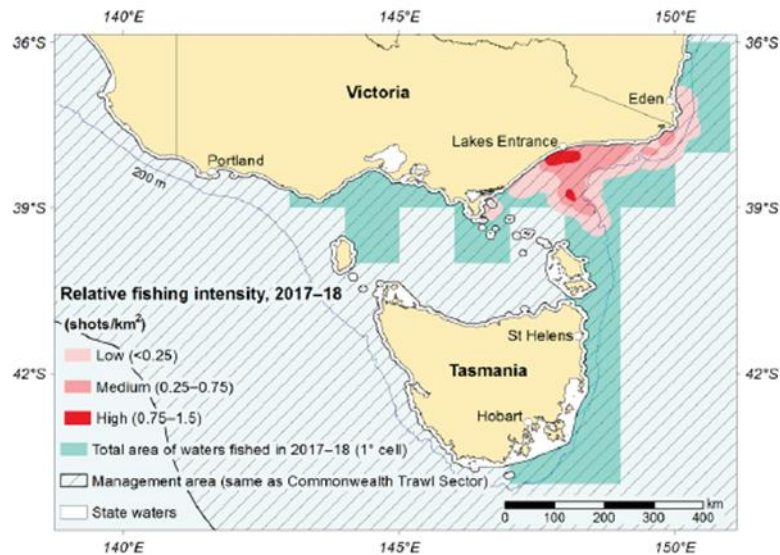 140°E 145°E 150°E
36°S 36°S
Victoria
Eden
Lakes Entrance
Portland
200 m
39°S 39°S
Relative fishing intensity, 2017–18
(shots/km²)
St Helens
Low (<0.25)
42°S 42°S
Tasmania
Medium (0.25–0.75)
High (0.75–1.5)
Hobart
Total area of waters fished in 2017–18 (1° cell)
Management area (same as Commonwealth Trawl Sector)
km
State waters
0 100 200 300 400
140°E 145°E 150°E